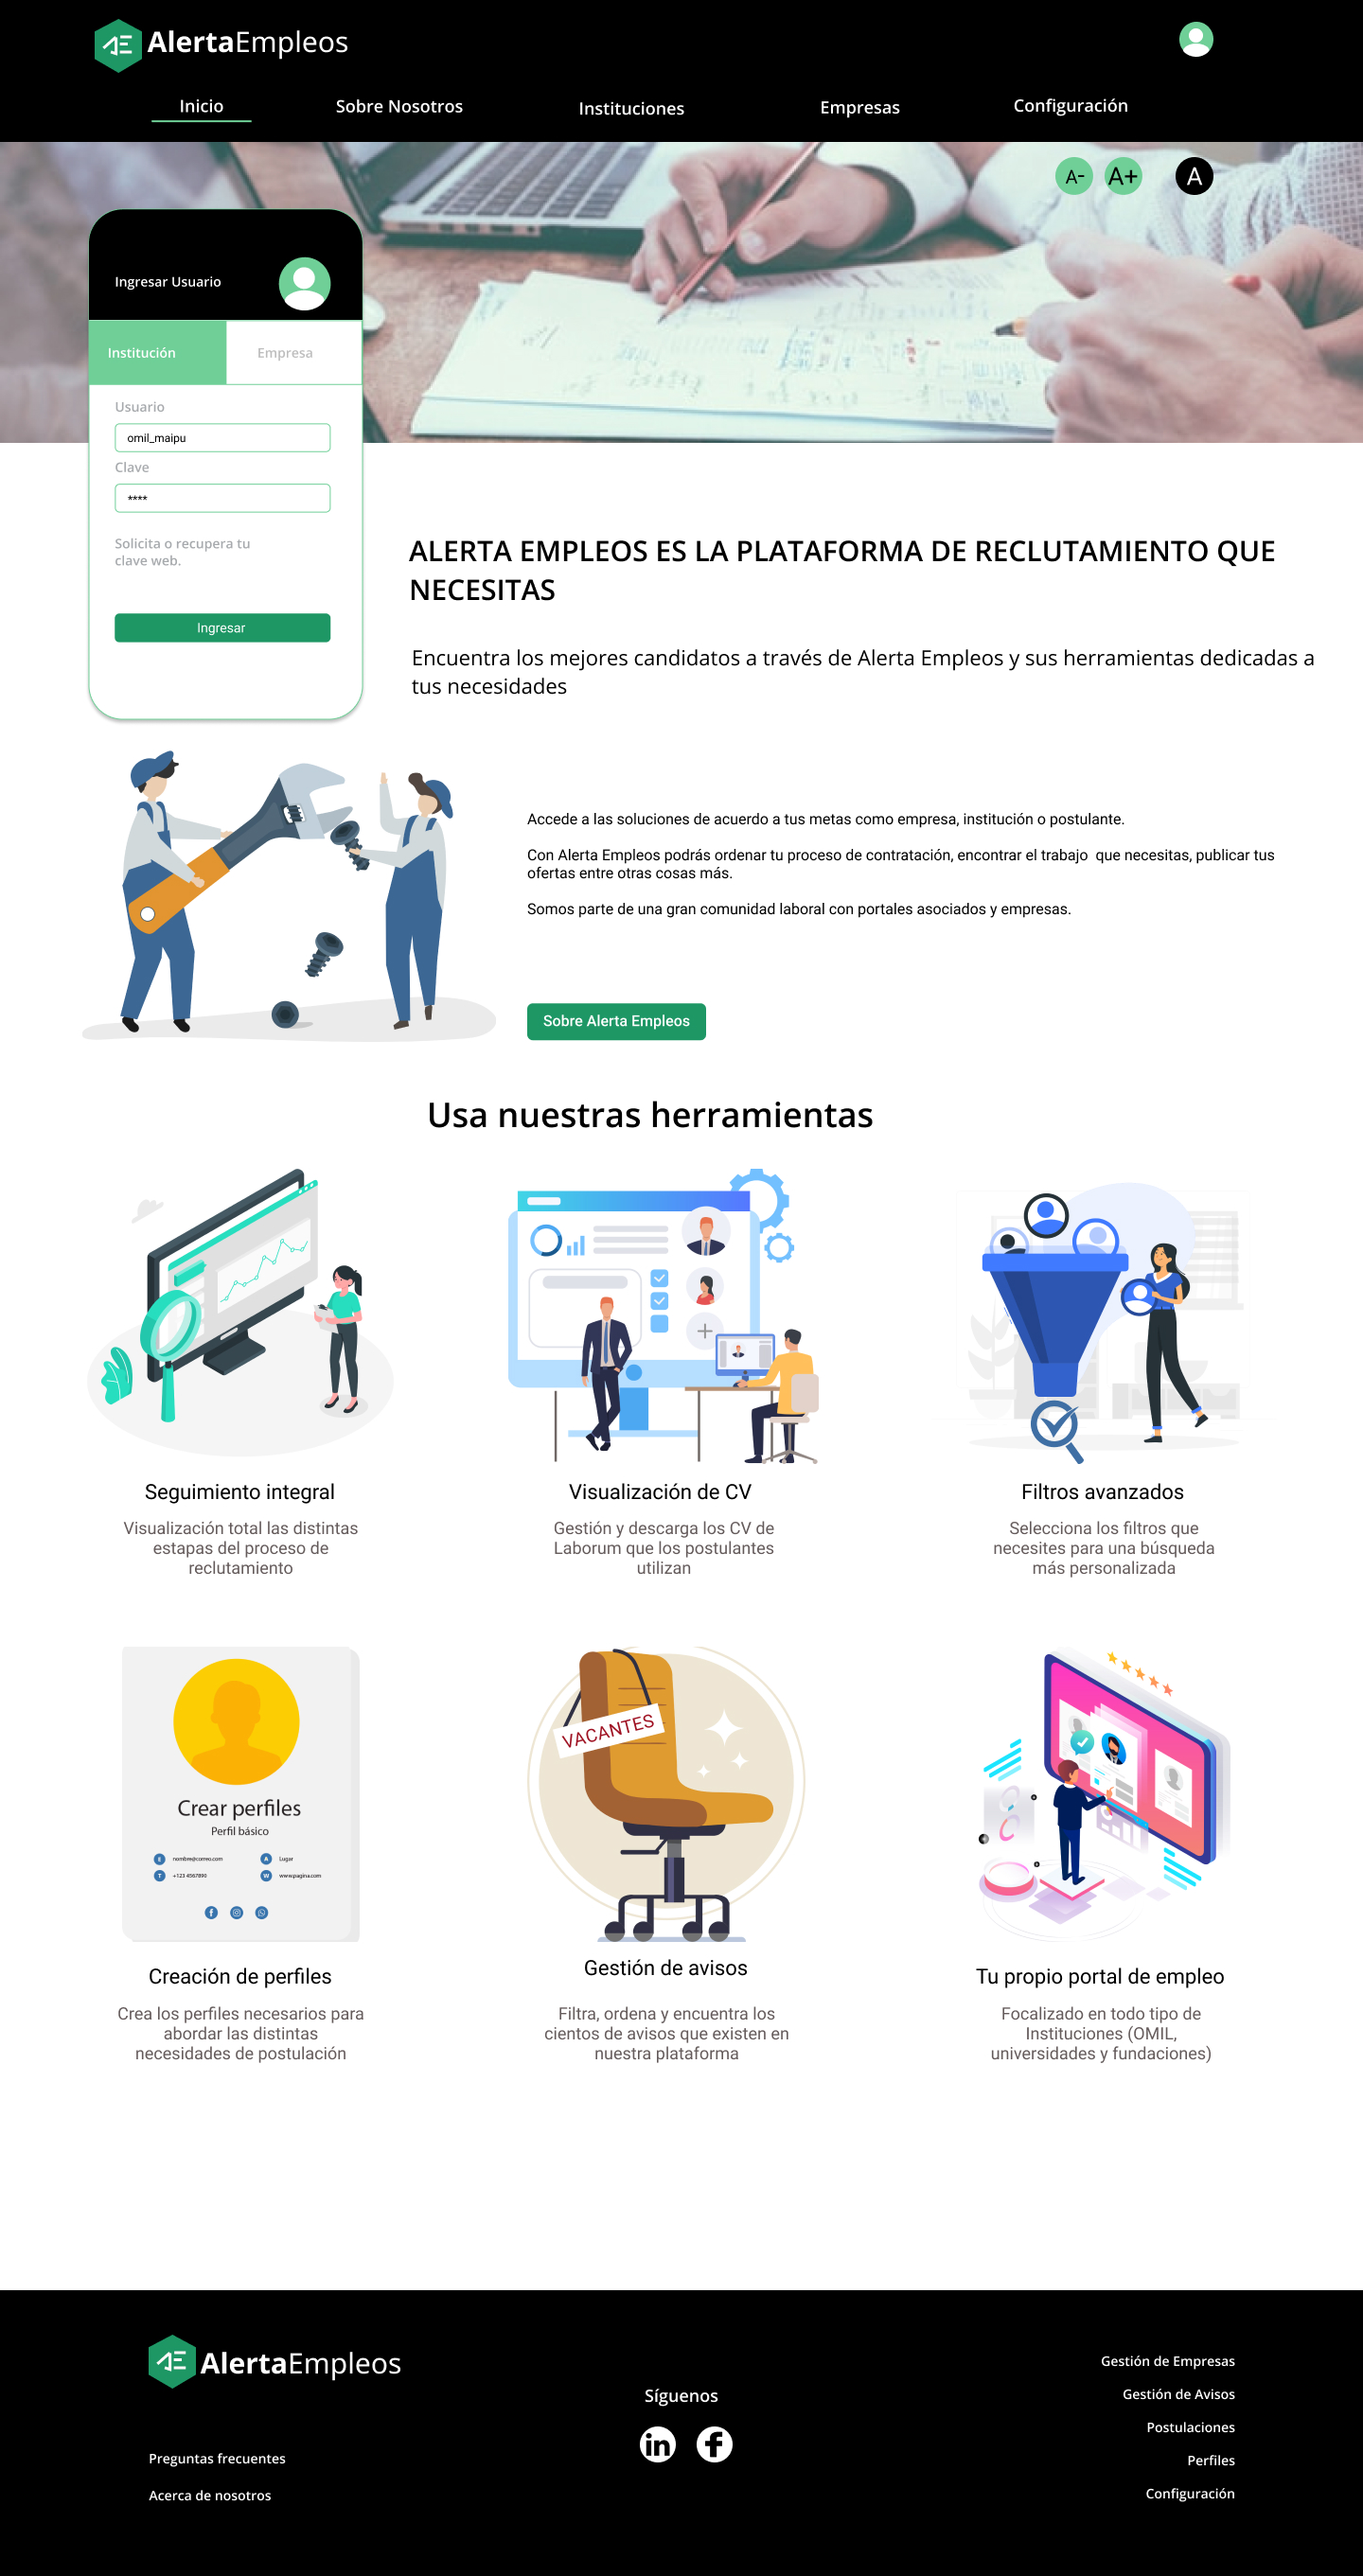 AlertaEmpleos
Inicio
Sobre Nosotros
Instituciones
Empresas
Configuración
A-
A+
A
Ingresar Usuario
Institución
Empresa
Usuario
omil_maipu
Clave
****
Solicita o recupera tu
clave web.
Ingresar
ALERTA EMPLEOS ES LA PLATAFORMA DE RECLUTAMIENTO QUE
NECESITAS
Encuentra los mejores candidatos a través de Alerta Empleos y sus herramientas dedicadas a
tus necesidades
Accede a las soluciones de acuerdo a tus metas como empresa, institución o postulante.
Con Alerta Empleos podrás ordenar tu proceso de contratación, encontrar el trabajo  que necesitas, publicar tus
ofertas entre otras cosas más.
Somos parte de una gran comunidad laboral con portales asociados y empresas.
Sobre Alerta Empleos
Usa nuestras herramientas
Seguimiento integral
Visualización total las distintas
estapas del proceso de
reclutamiento
Visualización de CV
Gestión y descarga los CV de
Laborum que los postulantes
utilizan
Filtros avanzados
Selecciona los filtros que
necesites para una búsqueda
más personalizada
Crear perfiles
Perfil básico
E nombre@correo.com
A Lugar
T +123 4567890
W www.pagina.com
Creación de perfiles
Crea los perfiles necesarios para
abordar las distintas
necesidades de postulación
VACANTES
Gestión de avisos
Filtra, ordena y encuentra los
cientos de avisos que existen en
nuestra plataforma
Tu propio portal de empleo
Focalizado en todo tipo de
Instituciones (OMIL,
universidades y fundaciones)
AlertaEmpleos
Preguntas frecuentes
Acerca de nosotros
Síguenos
Gestión de Empresas
Gestión de Avisos
Postulaciones
Perfiles
Configuración